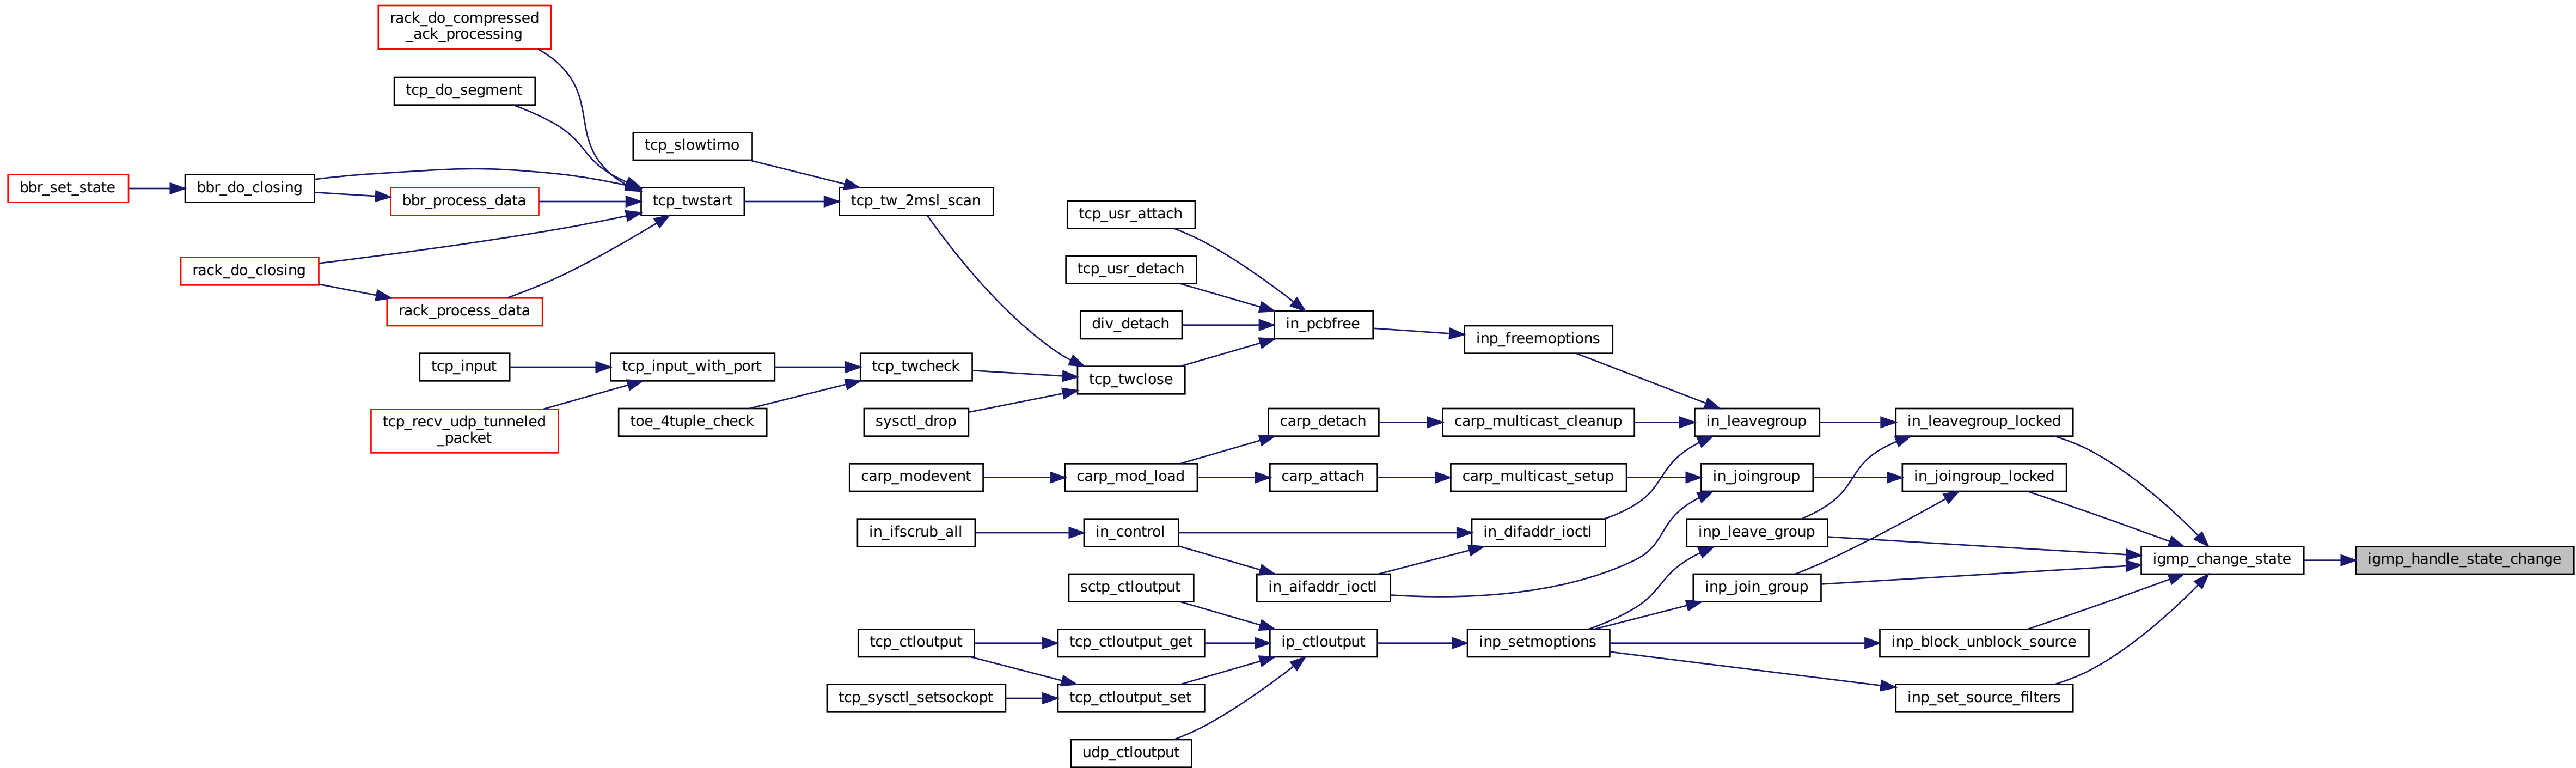 rack_do_compressed
_ack_processing
tcp_do_segment
tcp_slowtimo
bbr_set_state
bbr_do_closing
bbr_process_data
tcp_twstart
tcp_tw_2msl_scan
tcp_usr_attach
rack_do_closing
tcp_usr_detach
rack_process_data
div_detach
in_pcbfree
inp_freemoptions
tcp_input
tcp_input_with_port
tcp_twcheck
tcp_twclose
tcp_recv_udp_tunneled
_packet
toe_4tuple_check
sysctl_drop
carp_detach
carp_multicast_cleanup
in_leavegroup
in_leavegroup_locked
carp_modevent
carp_mod_load
carp_attach
carp_multicast_setup
in_joingroup
in_joingroup_locked
in_ifscrub_all
in_control
in_difaddr_ioctl
inp_leave_group
igmp_change_state
igmp_handle_state_change
sctp_ctloutput
in_aifaddr_ioctl
inp_join_group
tcp_ctloutput
tcp_ctloutput_get
ip_ctloutput
inp_setmoptions
inp_block_unblock_source
tcp_sysctl_setsockopt
tcp_ctloutput_set
inp_set_source_filters
udp_ctloutput